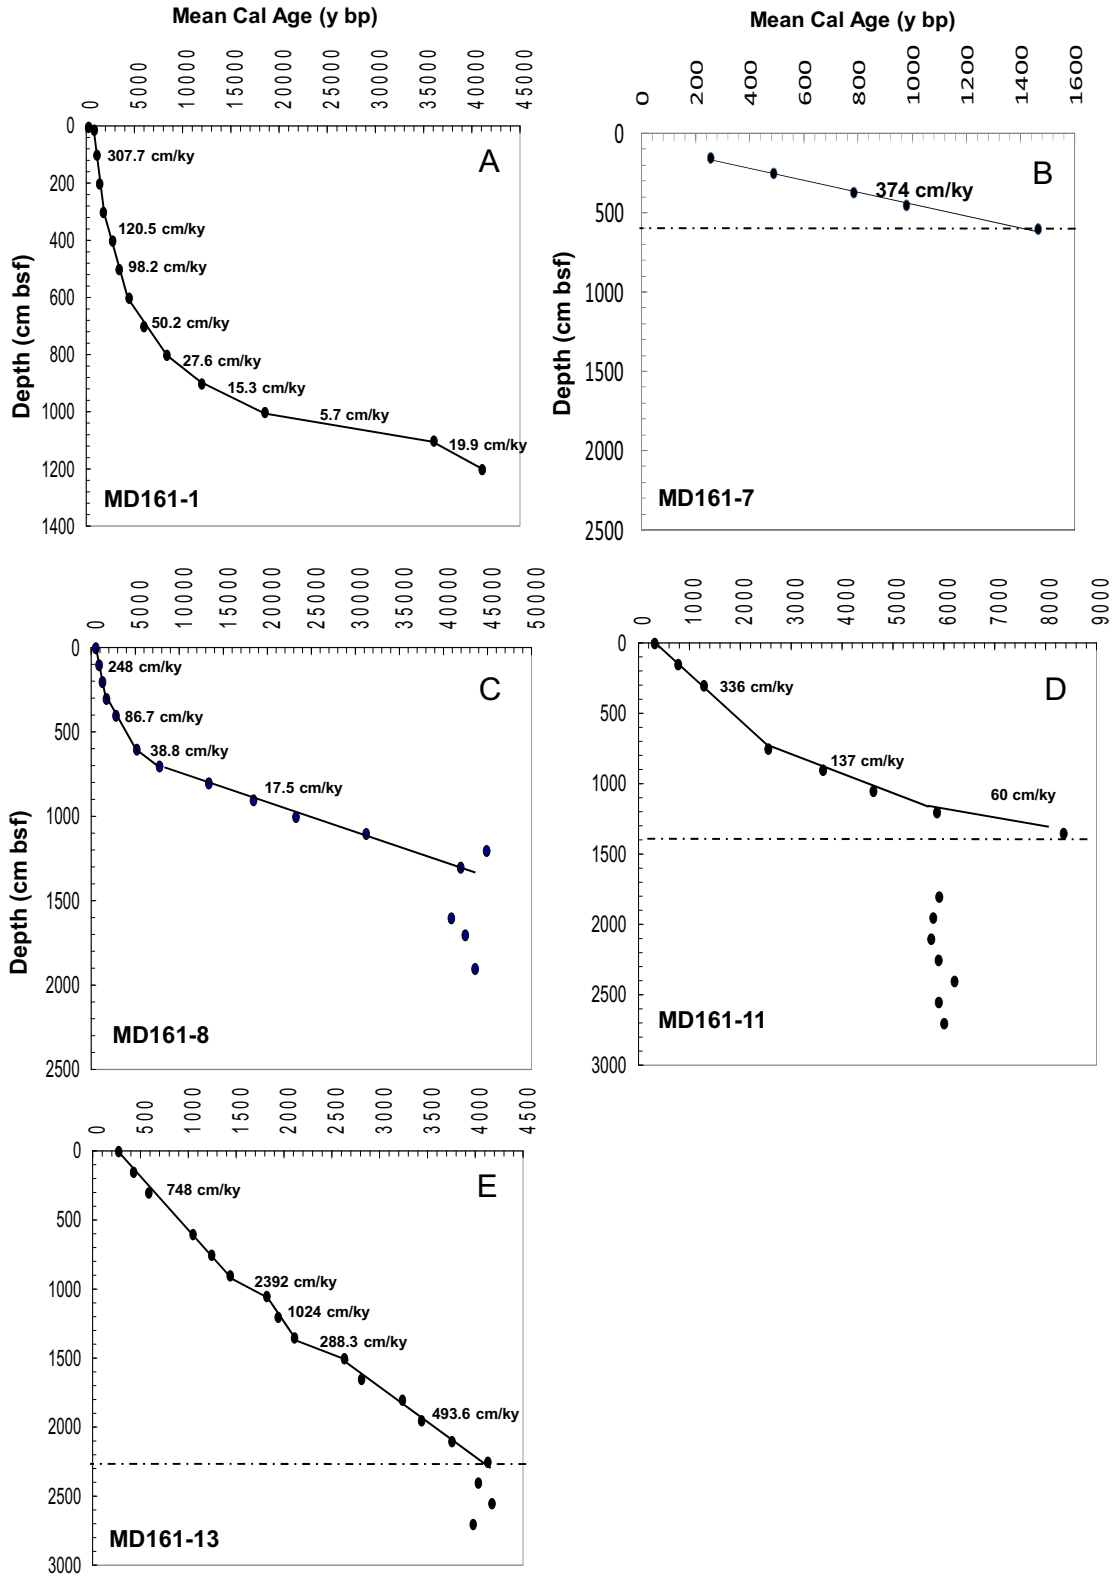 Mean Cal Age (y bp)
0 5000 10000 15000 20000 25000 30000 35000 40000 45000
Depth (cm bsf)
0
200
400
600
800
1000
1200
1400
A
307.7 cm/ky
120.5 cm/ky
98.2 cm/ky
50.2 cm/ky
27.6 cm/ky
15.3 cm/ky
5.7 cm/ky
19.9 cm/ky
MD161-1
Mean Cal Age (y bp)
0 200 400 600 800 1000 1200 1400 1600
Depth (cm bsf)
0
500
1000
1500
2000
2500
B
374 cm/ky
MD161-7
0 5000 10000 15000 20000 25000 30000 35000 40000 45000 50000
Depth (cm bsf)
0
500
1000
1500
2000
2500
C
248 cm/ky
86.7 cm/ky
38.8 cm/ky
17.5 cm/ky
MD161-8
0 1000 2000 3000 4000 5000 6000 7000 8000 9000
0
500
1000
1500
2000
2500
3000
D
336 cm/ky
137 cm/ky
60 cm/ky
MD161-11
0 500 1000 1500 2000 2500 3000 3500 4000 4500
0
500
1000
1500
2000
2500
3000
E
748 cm/ky
2392 cm/ky
1024 cm/ky
288.3 cm/ky
493.6 cm/ky
MD161-13